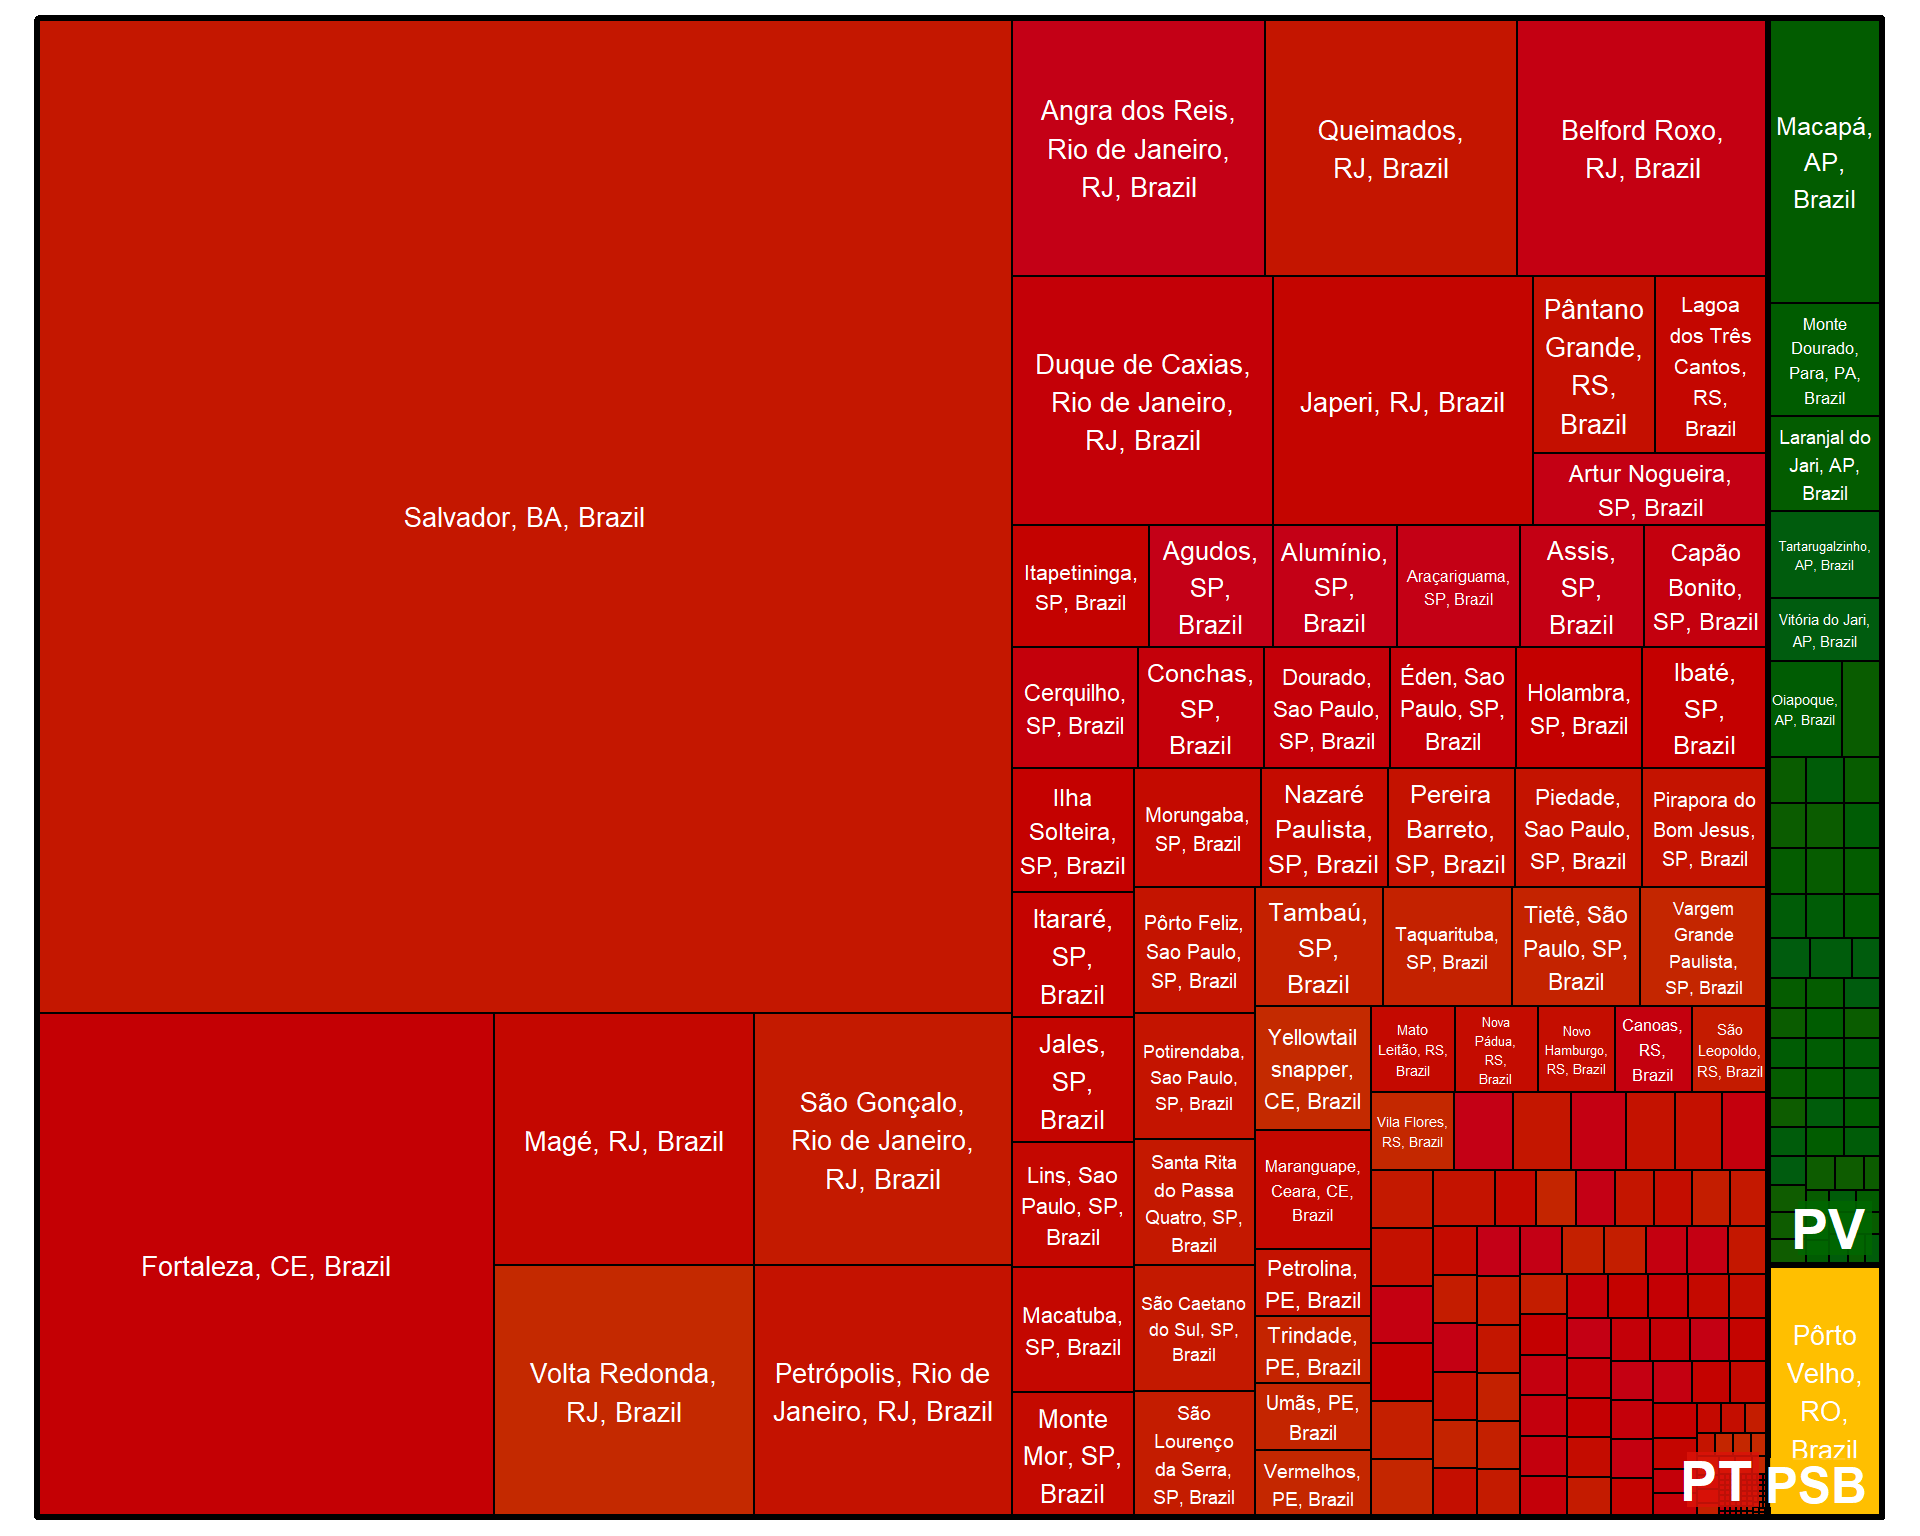 Salvador, BA, Brazil
Fortaleza, CE, Brazil
Magé, RJ, Brazil
São Gonçalo,
Rio de Janeiro,
RJ, Brazil
Volta Redonda,
RJ, Brazil
Petrópolis, Rio de
Janeiro, RJ, Brazil
Angra dos Reis,
Rio de Janeiro,
RJ, Brazil
Queimados,
RJ, Brazil
Belford Roxo,
RJ, Brazil
Duque de Caxias,
Rio de Janeiro,
RJ, Brazil
Japeri, RJ, Brazil
Pântano
Grande,
RS,
Brazil
Lagoa
dos Três
Cantos,
RS,
Brazil
Artur Nogueira,
SP, Brazil
Itapetininga,
SP, Brazil
Agudos,
SP,
Brazil
Alumínio,
SP,
Brazil
Araçariguama,
SP, Brazil
Assis,
SP,
Brazil
Capão
Bonito,
SP, Brazil
Cerquilho,
SP, Brazil
Conchas,
SP,
Brazil
Dourado,
Sao Paulo,
SP, Brazil
Éden, Sao
Paulo, SP,
Brazil
Holambra,
SP, Brazil
Ibaté,
SP,
Brazil
Ilha
Solteira,
SP, Brazil
Morungaba,
SP, Brazil
Nazaré
Paulista,
SP, Brazil
Pereira
Barreto,
SP, Brazil
Piedade,
Sao Paulo,
SP, Brazil
Pirapora do
Bom Jesus,
SP, Brazil
Itararé,
SP,
Brazil
Pôrto Feliz,
Sao Paulo,
SP, Brazil
Tambaú,
SP,
Brazil
Taquarituba,
SP, Brazil
Tietê, São
Paulo, SP,
Brazil
Vargem
Grande
Paulista,
SP, Brazil
Jales,
SP,
Brazil
Potirendaba,
Sao Paulo,
SP, Brazil
Yellowtail
snapper,
CE, Brazil
Mato
Leitão, RS,
Brazil
Nova
Pádua,
RS,
Brazil
Novo
Hamburgo,
RS, Brazil
Canoas,
RS,
Brazil
São
Leopoldo,
RS, Brazil
Vila Flores,
RS, Brazil
Lins, Sao
Paulo, SP,
Brazil
Santa Rita
do Passa
Quatro, SP,
Brazil
Maranguape,
Ceara, CE,
Brazil
Petrolina,
PE, Brazil
Macatuba,
SP, Brazil
São Caetano
do Sul, SP,
Brazil
Trindade,
PE, Brazil
Umãs, PE,
Brazil
Monte
Mor, SP,
Brazil
São
Lourenço
da Serra,
SP, Brazil
Vermelhos,
PE, Brazil
PT
Macapá,
AP,
Brazil
Monte
Dourado,
Para, PA,
Brazil
Laranjal do
Jari, AP,
Brazil
Tartarugalzinho,
AP, Brazil
Vitória do Jari,
AP, Brazil
Oiapoque,
AP, Brazil
PV
Pôrto
Velho,
RO,
Brazil
PSB